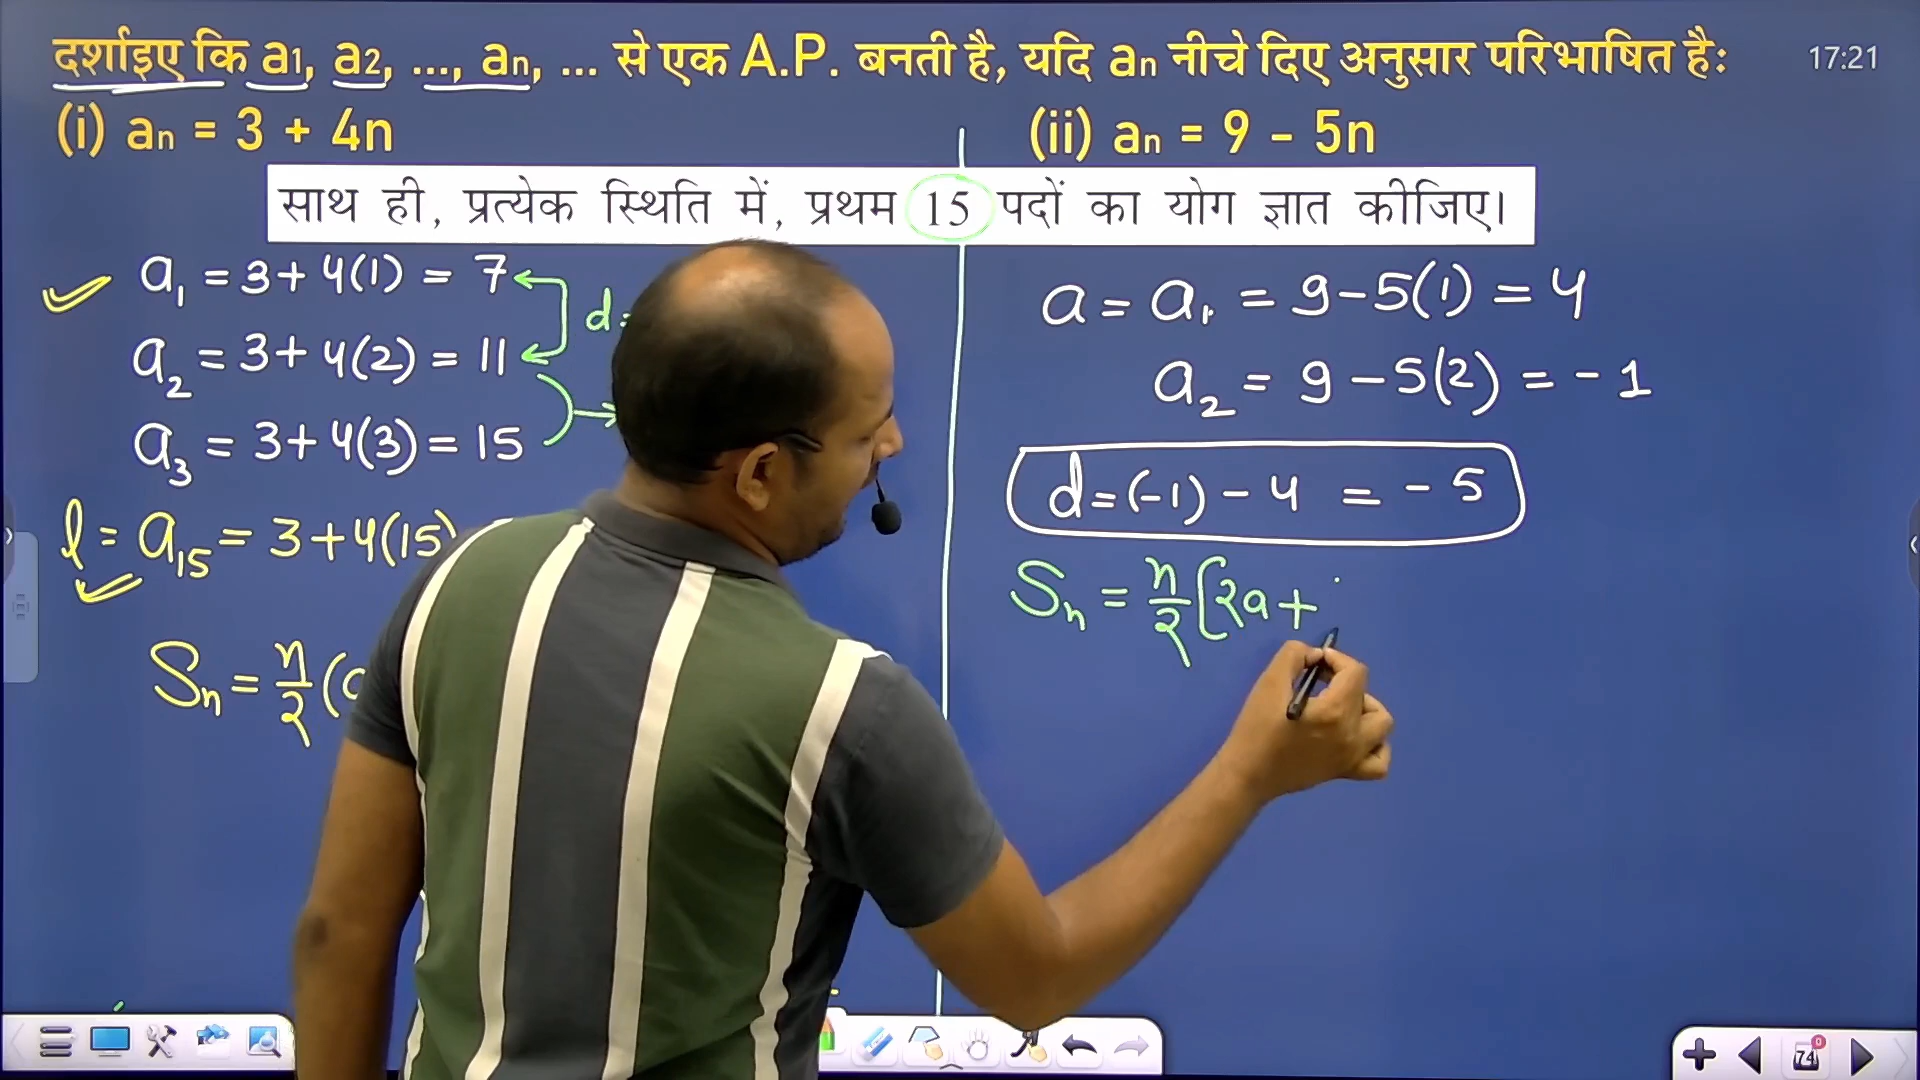 दर्शाइए कि a1, a2, ..., an, ... से एक A.P. बनती है, यदि an नीचे दिए अनुसार परिभाषित है:
17:21
(i) an = 3 + 4n
(ii) an = 9 - 5n
साथ ही, प्रत्येक स्थिति में, प्रथम 15 पदों का योग ज्ञात कीजिए।
a₁ = 3 + 4(1) = 7
d =
a₂ = 3 + 4(2) = 11
a₃ = 3 + 4(3) = 15
l = a₁₅ = 3 + 4(15)
Sₙ = n/2 (a
a = a₁ = 9 - 5(1) = 4
a₂ = 9 - 5(2) = -1
d = (-1) - 4 = -5
Sₙ = n/2 [2a +
74
0